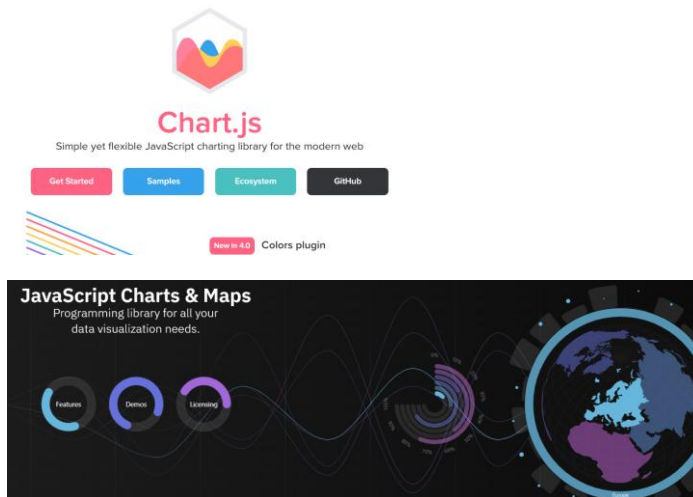 Chart.js
Simple yet flexible JavaScript charting library for the modern web
Get Started
Samples
Ecosystem
GitHub
New in 4.0 Colors plugin
JavaScript Charts & Maps
Programming library for all your
data visualization needs.
Features
Demos
Licensing